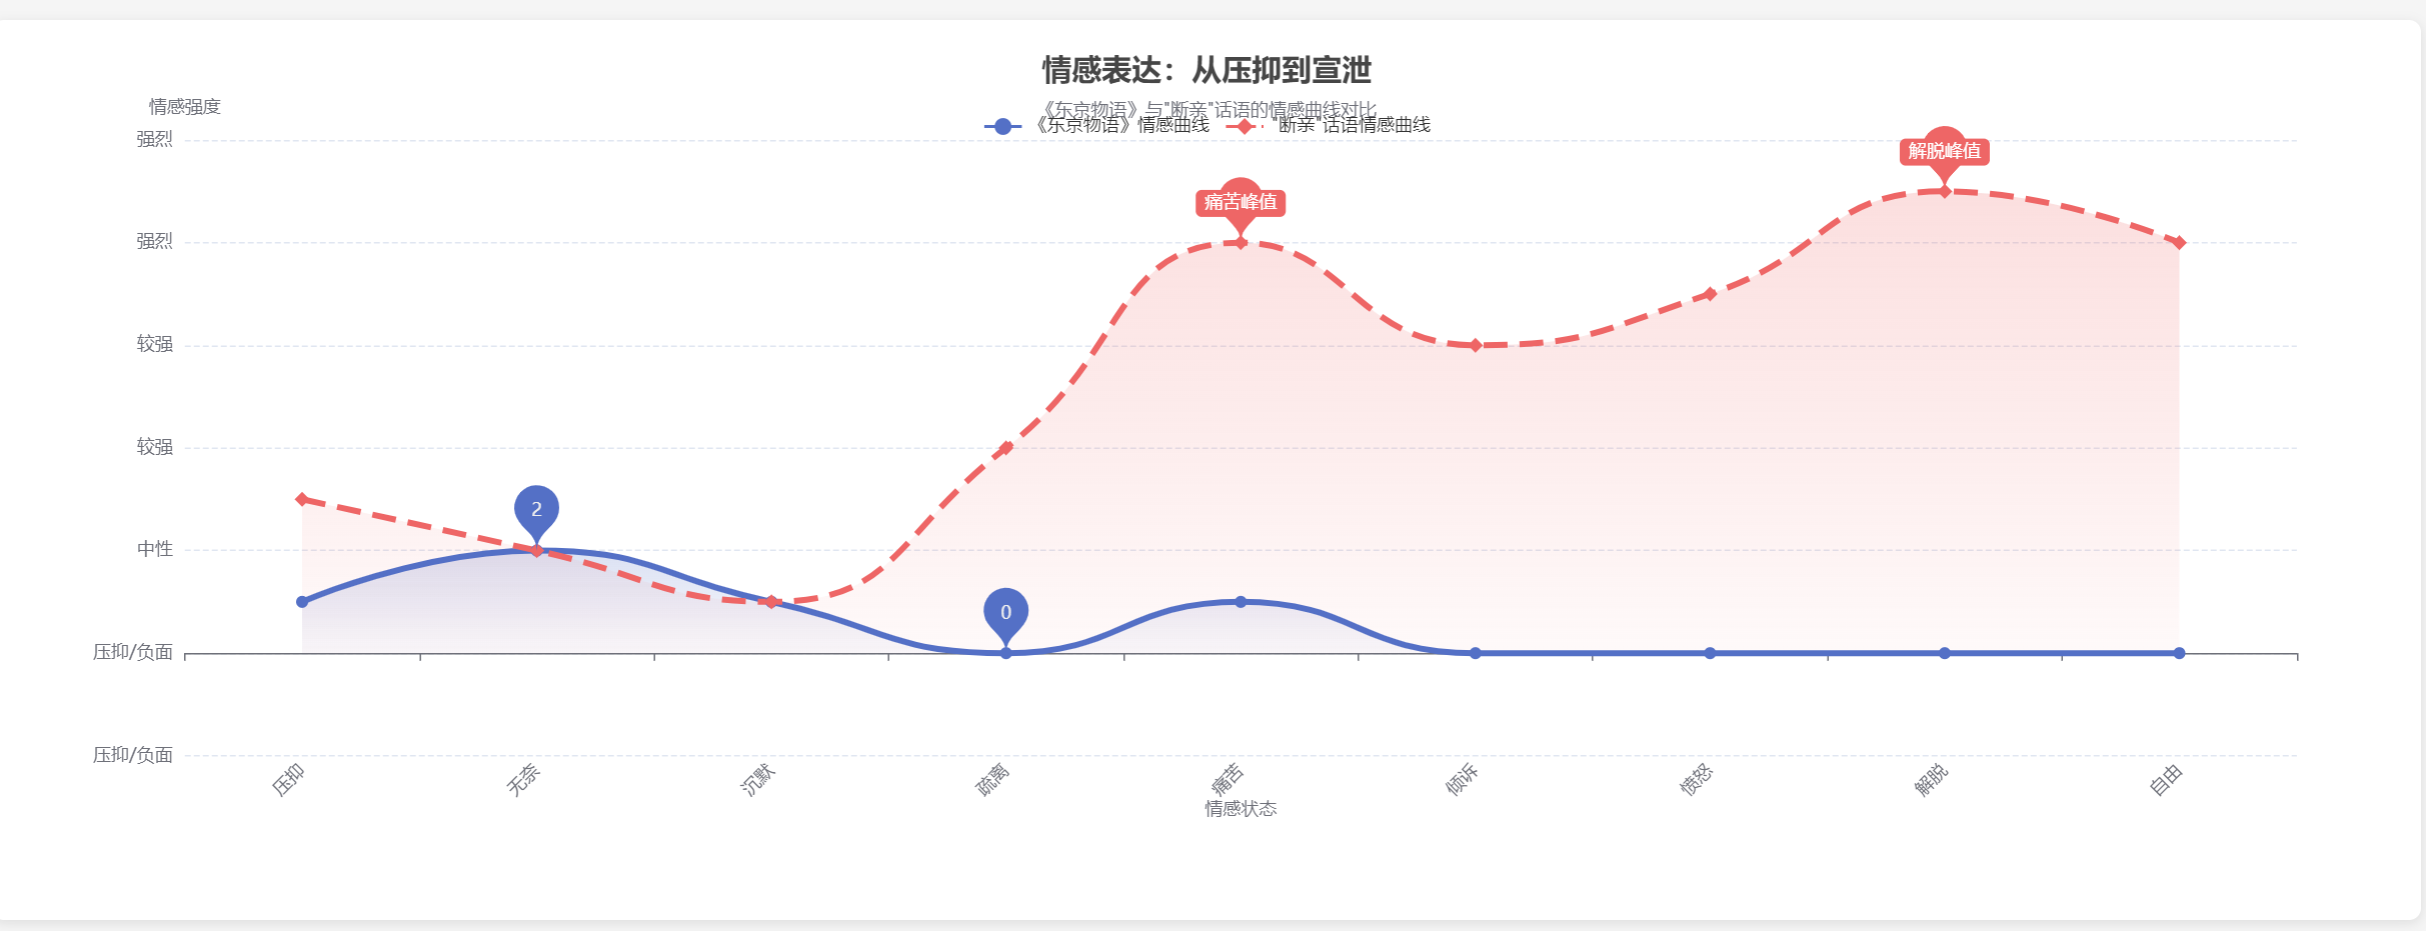 情感表达：从压抑到宣泄
情感强度
《东京物语》与"断亲"话语的情感曲线对比
《东京物语》情感曲线
"断亲"话语情感曲线
强烈
解脱峰值
痛苦峰值
强烈
较强
较强
2
中性
0
压抑/负面
压抑/负面
压抑
无奈
沉默
疏离
痛苦
倾诉
愤怒
解脱
自由
情感状态